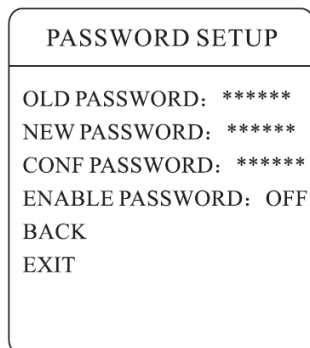 PASSWORD SETUP
OLD PASSWORD: ******
NEW PASSWORD: ******
CONF PASSWORD: ******
ENABLE PASSWORD: OFF
BACK
EXIT